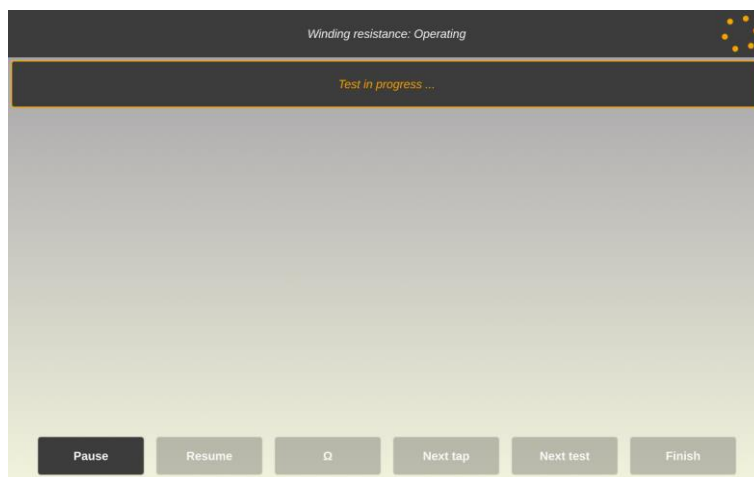 Winding resistance: Operating
Test in progress ...
Pause Resume Ω Next tap Next test Finish